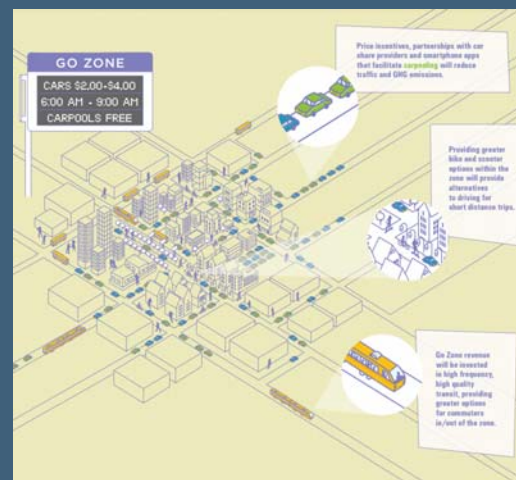 GO ZONE
CARS $2.00-$4.00
6:00 AM - 9:00 AM
CARPOOLS FREE
Price incentives, partnerships with car
share providers and smartphone apps
that facilitate carpooling will reduce
traffic and GHG emissions.
Providing greater
bike and scooter
options within the
zone will provide
alternatives
to driving for
short distance trips.
Go Zone revenue
will be invested
in high frequency,
high quality
transit, providing
greater options
for commuters
in/out of the zone.